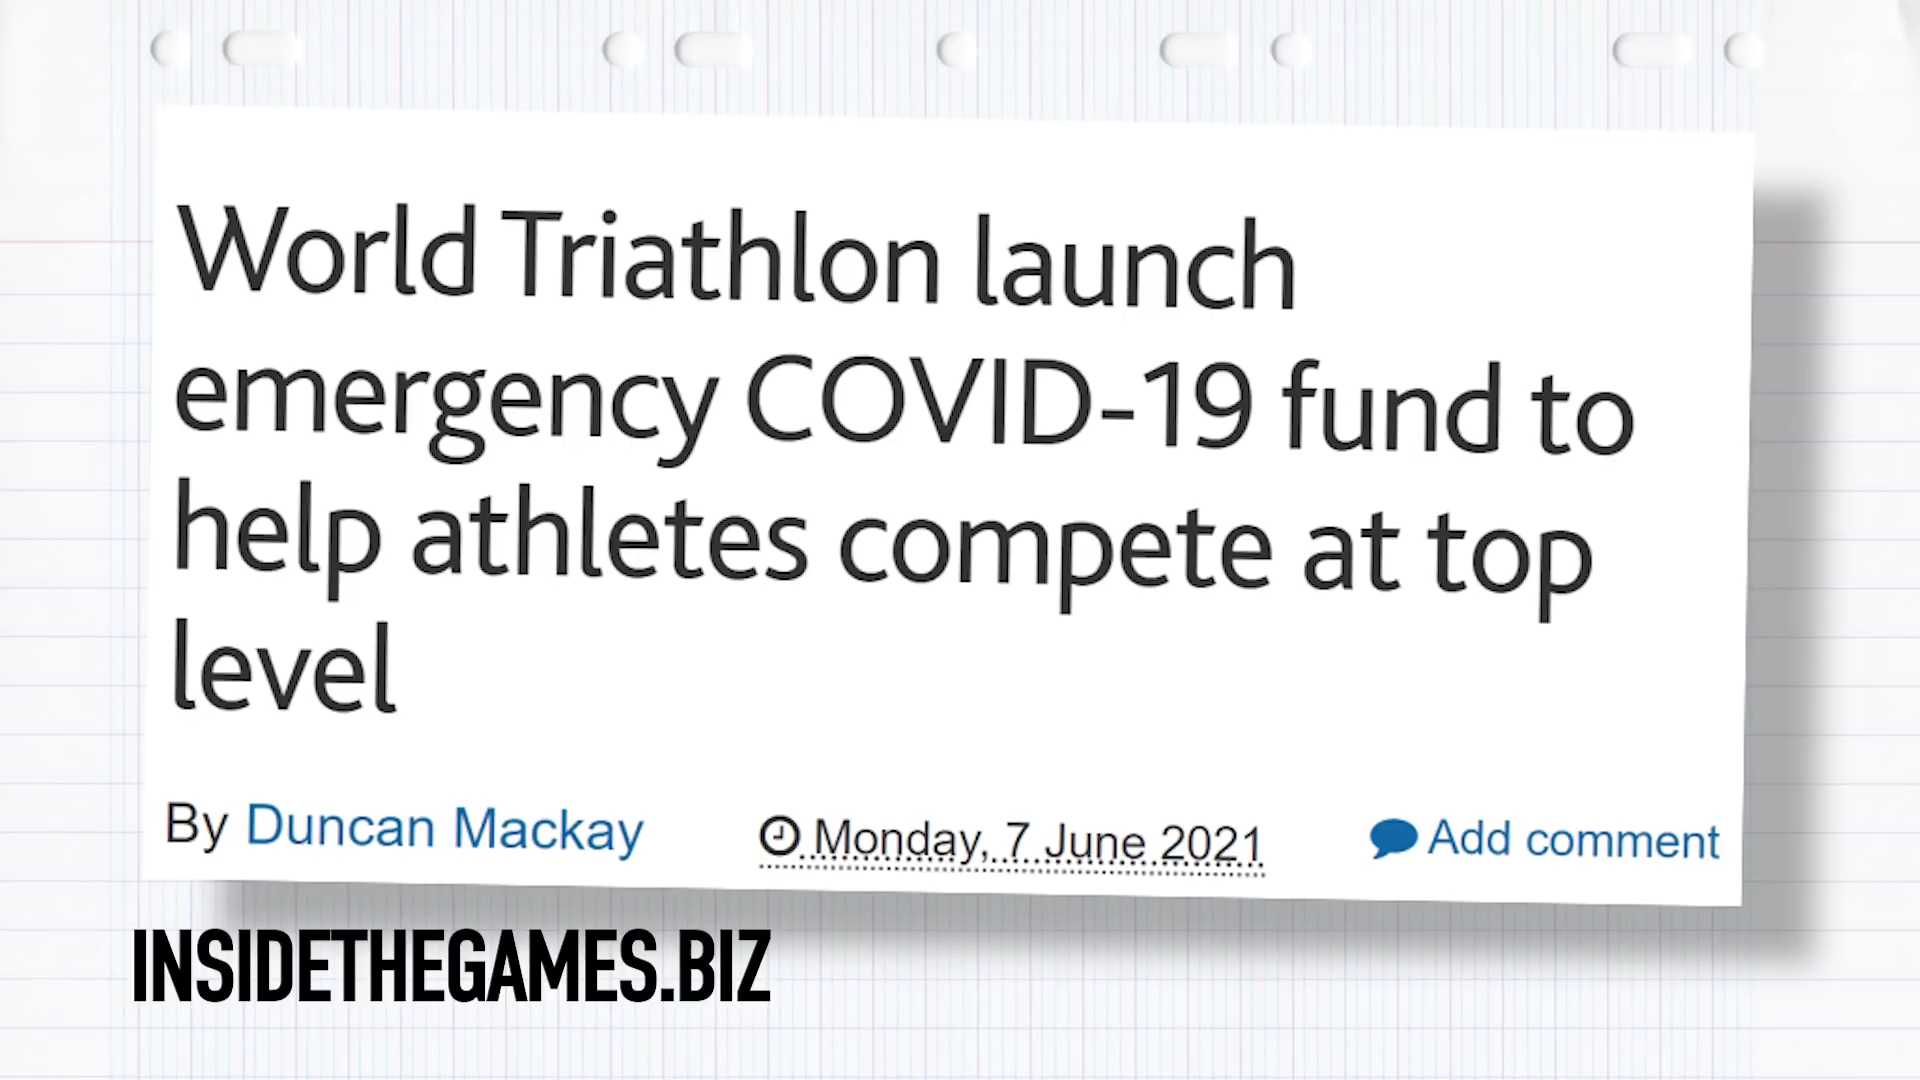 World Triathlon launch
emergency COVID-19 fund to
help athletes compete at top
level
By Duncan Mackay
Monday, 7 June 2021
Add comment
INSIDETHEGAMES.BIZ